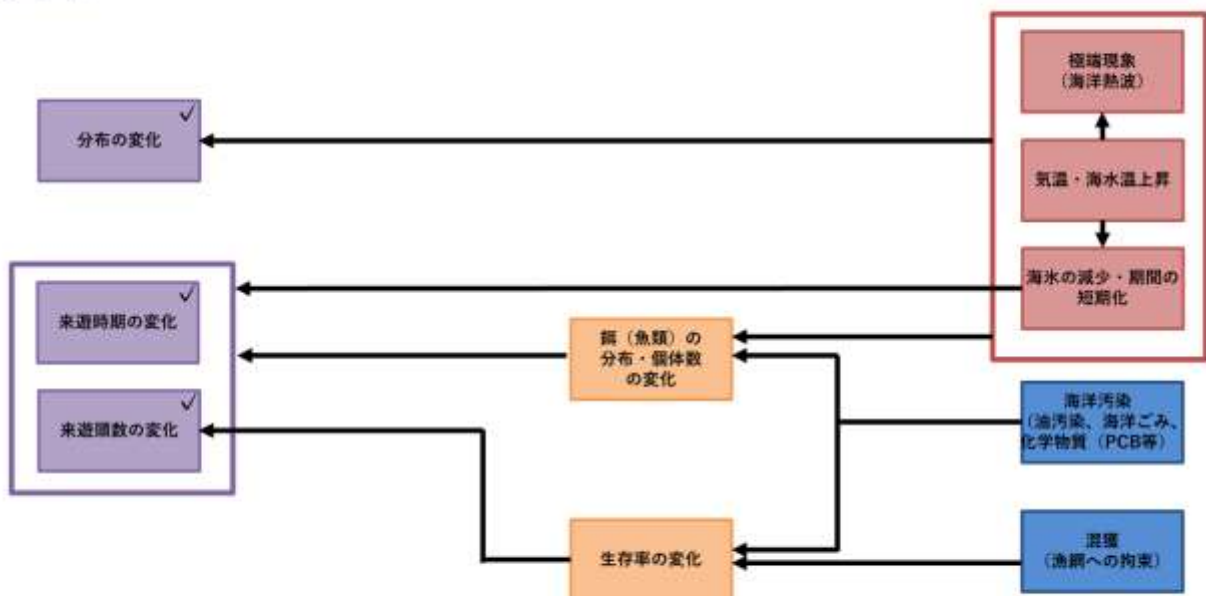 極端現象
（海洋熱波）
分布の変化
気温・海水温上昇
海氷の減少・期間の
短期化
来遊時期の変化
餌（魚類）の
分布・個体数
の変化
来遊頭数の変化
海洋汚染
（油汚染、海洋ごみ、
化学物質（PCB等）
生存率の変化
混獲
（漁網への拘束）